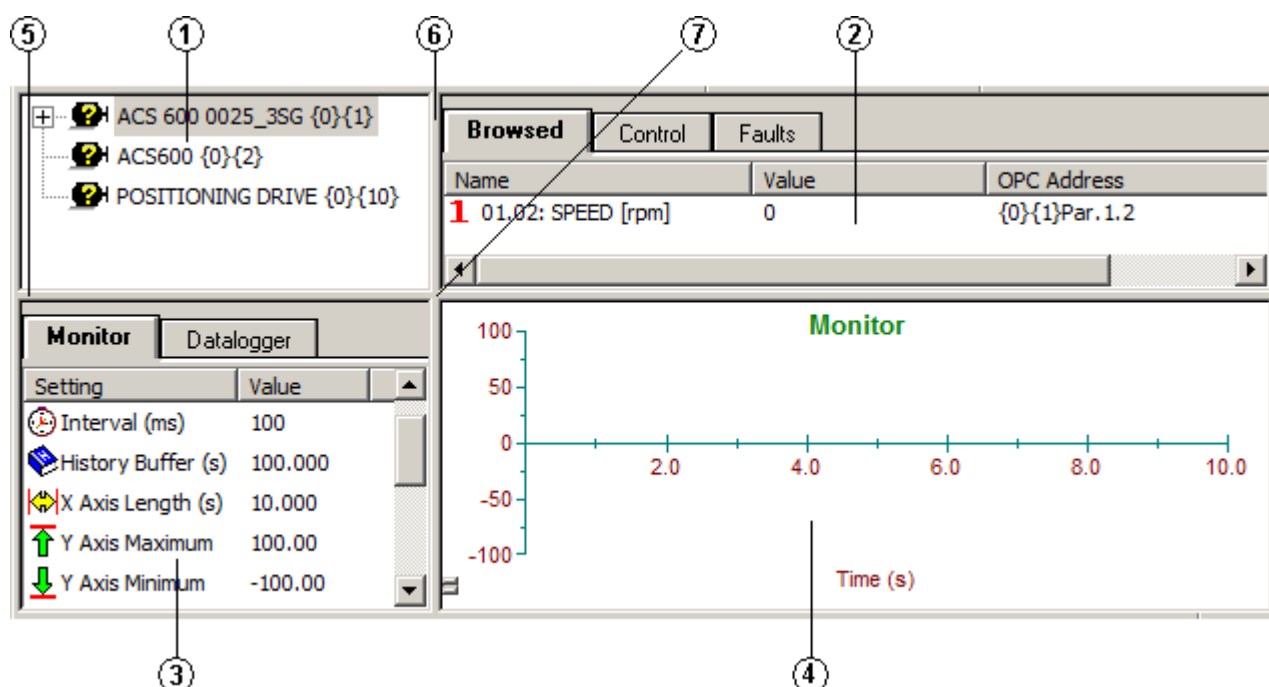 5 1 6 7 2
ACS 600 0025_3SG {0}{1}
ACS600 {0}{2}
POSITIONING DRIVE {0}{10}
Browsed Control Faults
Name Value OPC Address
1 01.02: SPEED [rpm] 0 {0}{1}Par.1.2
Monitor Datalogger
Setting Value
Interval (ms) 100
History Buffer (s) 100.000
X Axis Length (s) 10.000
Y Axis Maximum 100.00
Y Axis Minimum -100.00
Monitor
100
50
0
-50
-100
2.0 4.0 6.0 8.0 10.0
Time (s)
3 4